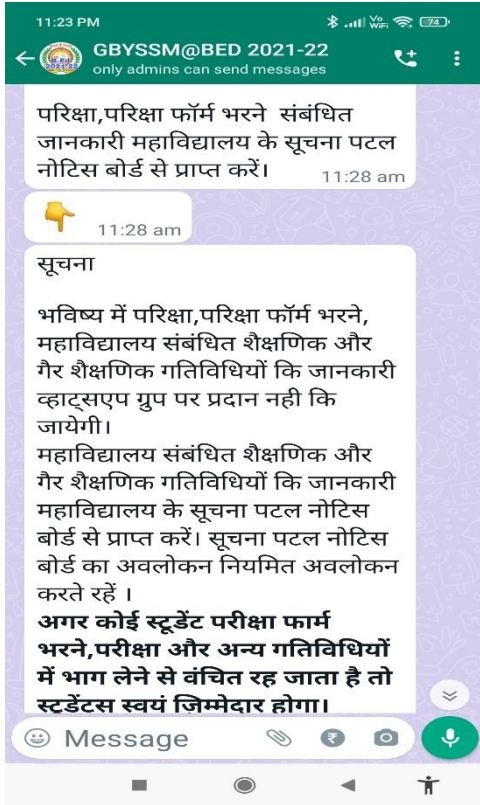 11:23 PM
Vo WiFi
74
GBYSSM@BED 2021-22
only admins can send messages
परिक्षा,परिक्षा फॉर्म भरने संबंधित
जानकारी महाविद्यालय के सूचना पटल
नोटिस बोर्ड से प्राप्त करें।
11:28 am
11:28 am
सूचना
भविष्य में परिक्षा,परिक्षा फॉर्म भरने,
महाविद्यालय संबंधित शैक्षणिक और
गैर शैक्षणिक गतिविधियों कि जानकारी
व्हाट्सएप ग्रुप पर प्रदान नही कि
जायेगी।
महाविद्यालय संबंधित शैक्षणिक और
गैर शैक्षणिक गतिविधियों कि जानकारी
महाविद्यालय के सूचना पटल नोटिस
बोर्ड से प्राप्त करें। सूचना पटल नोटिस
बोर्ड का अवलोकन नियमित अवलोकन
करते रहें ।
अगर कोई स्टूडेंट परीक्षा फार्म
भरने,परीक्षा और अन्य गतिविधियों
में भाग लेने से वंचित रह जाता है तो
स्टूडेंटस स्वयं ज़िम्मेदार होगा।
Message
₹